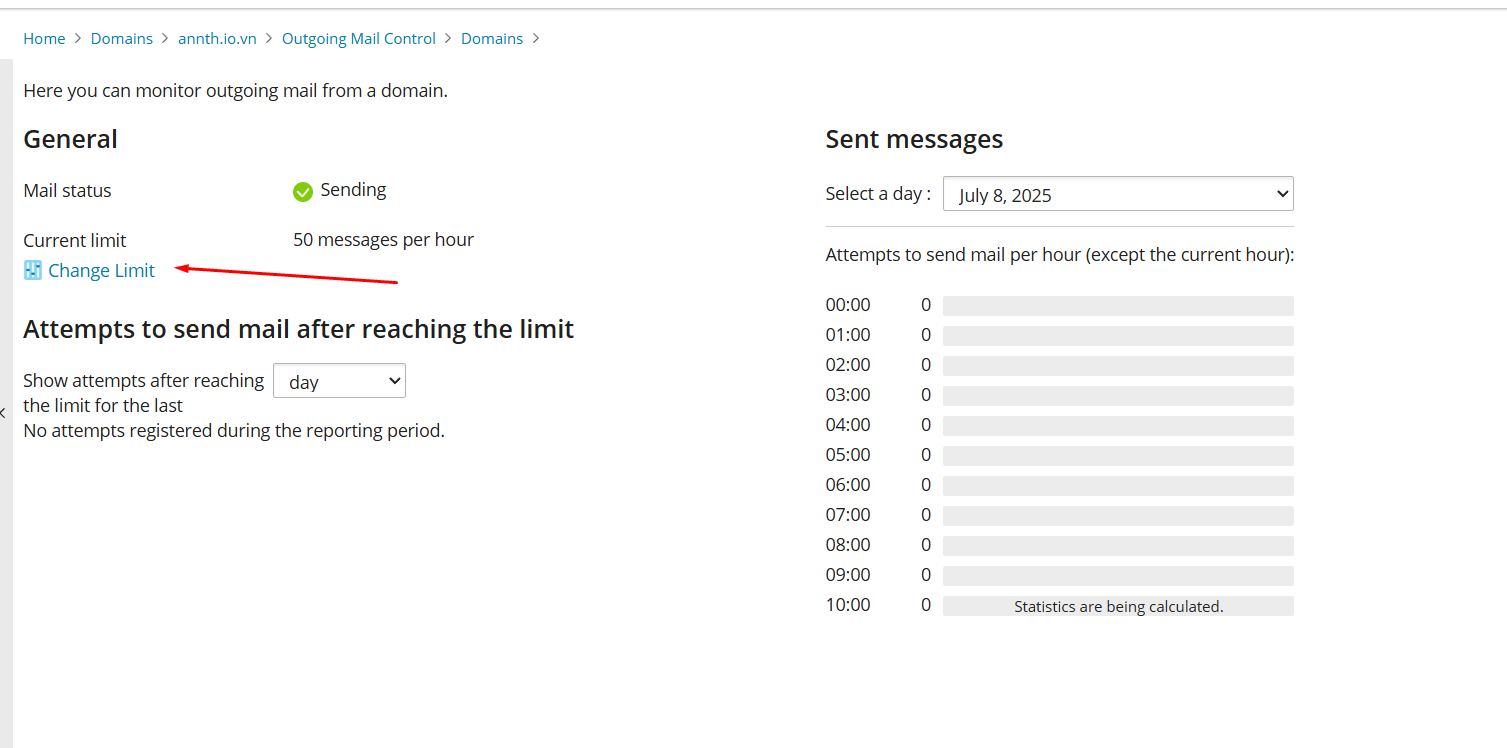 Home > Domains > annth.io.vn > Outgoing Mail Control > Domains >
Here you can monitor outgoing mail from a domain.
General
Mail status Sending
Current limit 50 messages per hour
Change Limit
Attempts to send mail after reaching the limit
Show attempts after reaching day
the limit for the last
No attempts registered during the reporting period.
Sent messages
Select a day : July 8, 2025
Attempts to send mail per hour (except the current hour):
00:00 0
01:00 0
02:00 0
03:00 0
04:00 0
05:00 0
06:00 0
07:00 0
08:00 0
09:00 0
10:00 0 Statistics are being calculated.